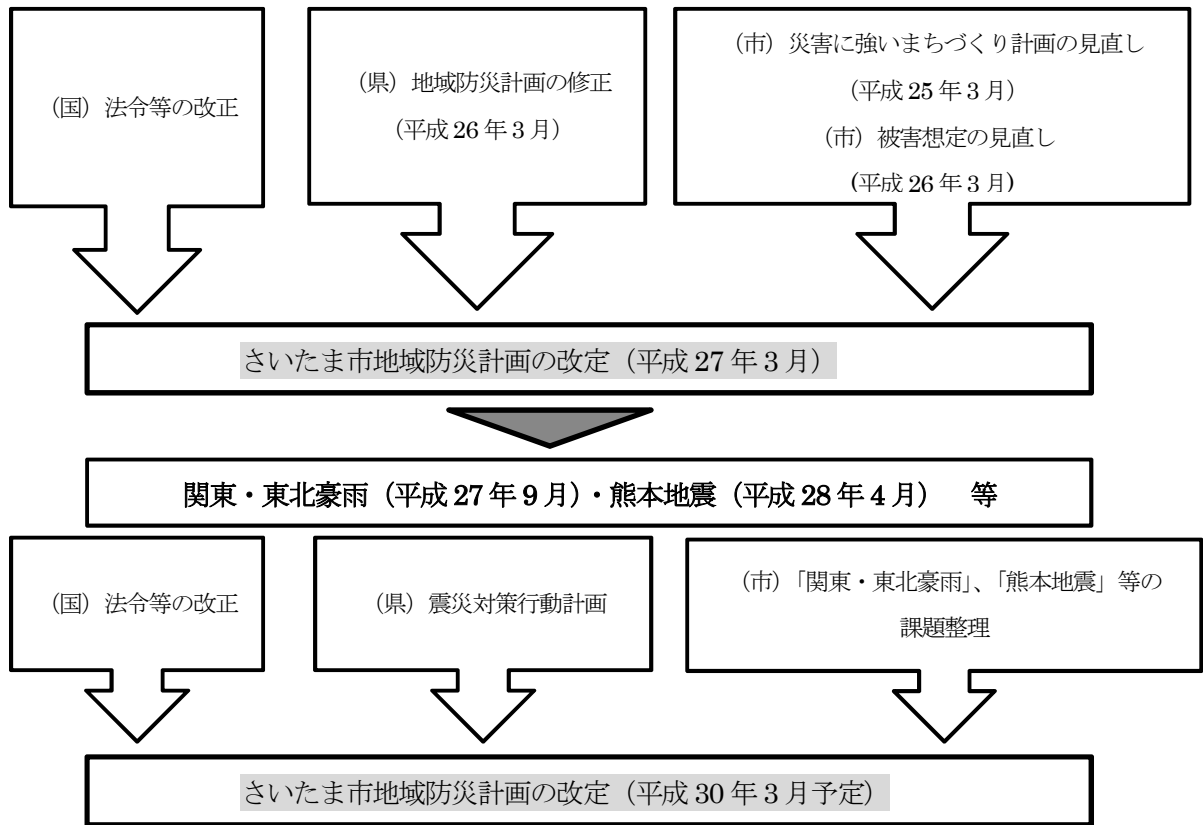 (国) 法令等の改正
(県) 地域防災計画の修正
(平成 26 年 3 月)
(市) 災害に強いまちづくり計画の見直し
(平成 25 年 3 月)
(市) 被害想定の見直し
(平成 26 年 3 月)
さいたま市地域防災計画の改定 (平成 27 年 3 月)
関東・東北豪雨 (平成 27 年 9 月)・熊本地震 (平成 28 年 4 月) 等
(国) 法令等の改正
(県) 震災対策行動計画
(市)「関東・東北豪雨」、「熊本地震」等の
課題整理
さいたま市地域防災計画の改定 (平成 30 年 3 月予定)